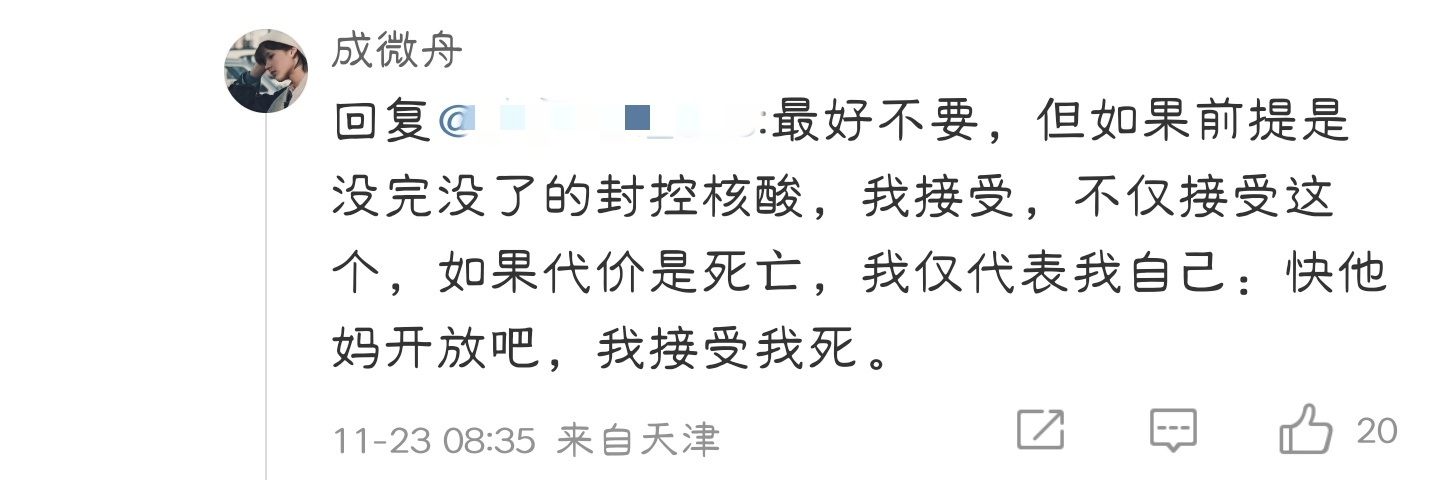 成微舟
回复@:最好不要，但如果前提是
没完没了的封控核酸，我接受，不仅接受这
个，如果代价是死亡，我仅代表我自己：快他
妈开放吧，我接受我死。
11-23 08:35 来自天津
20